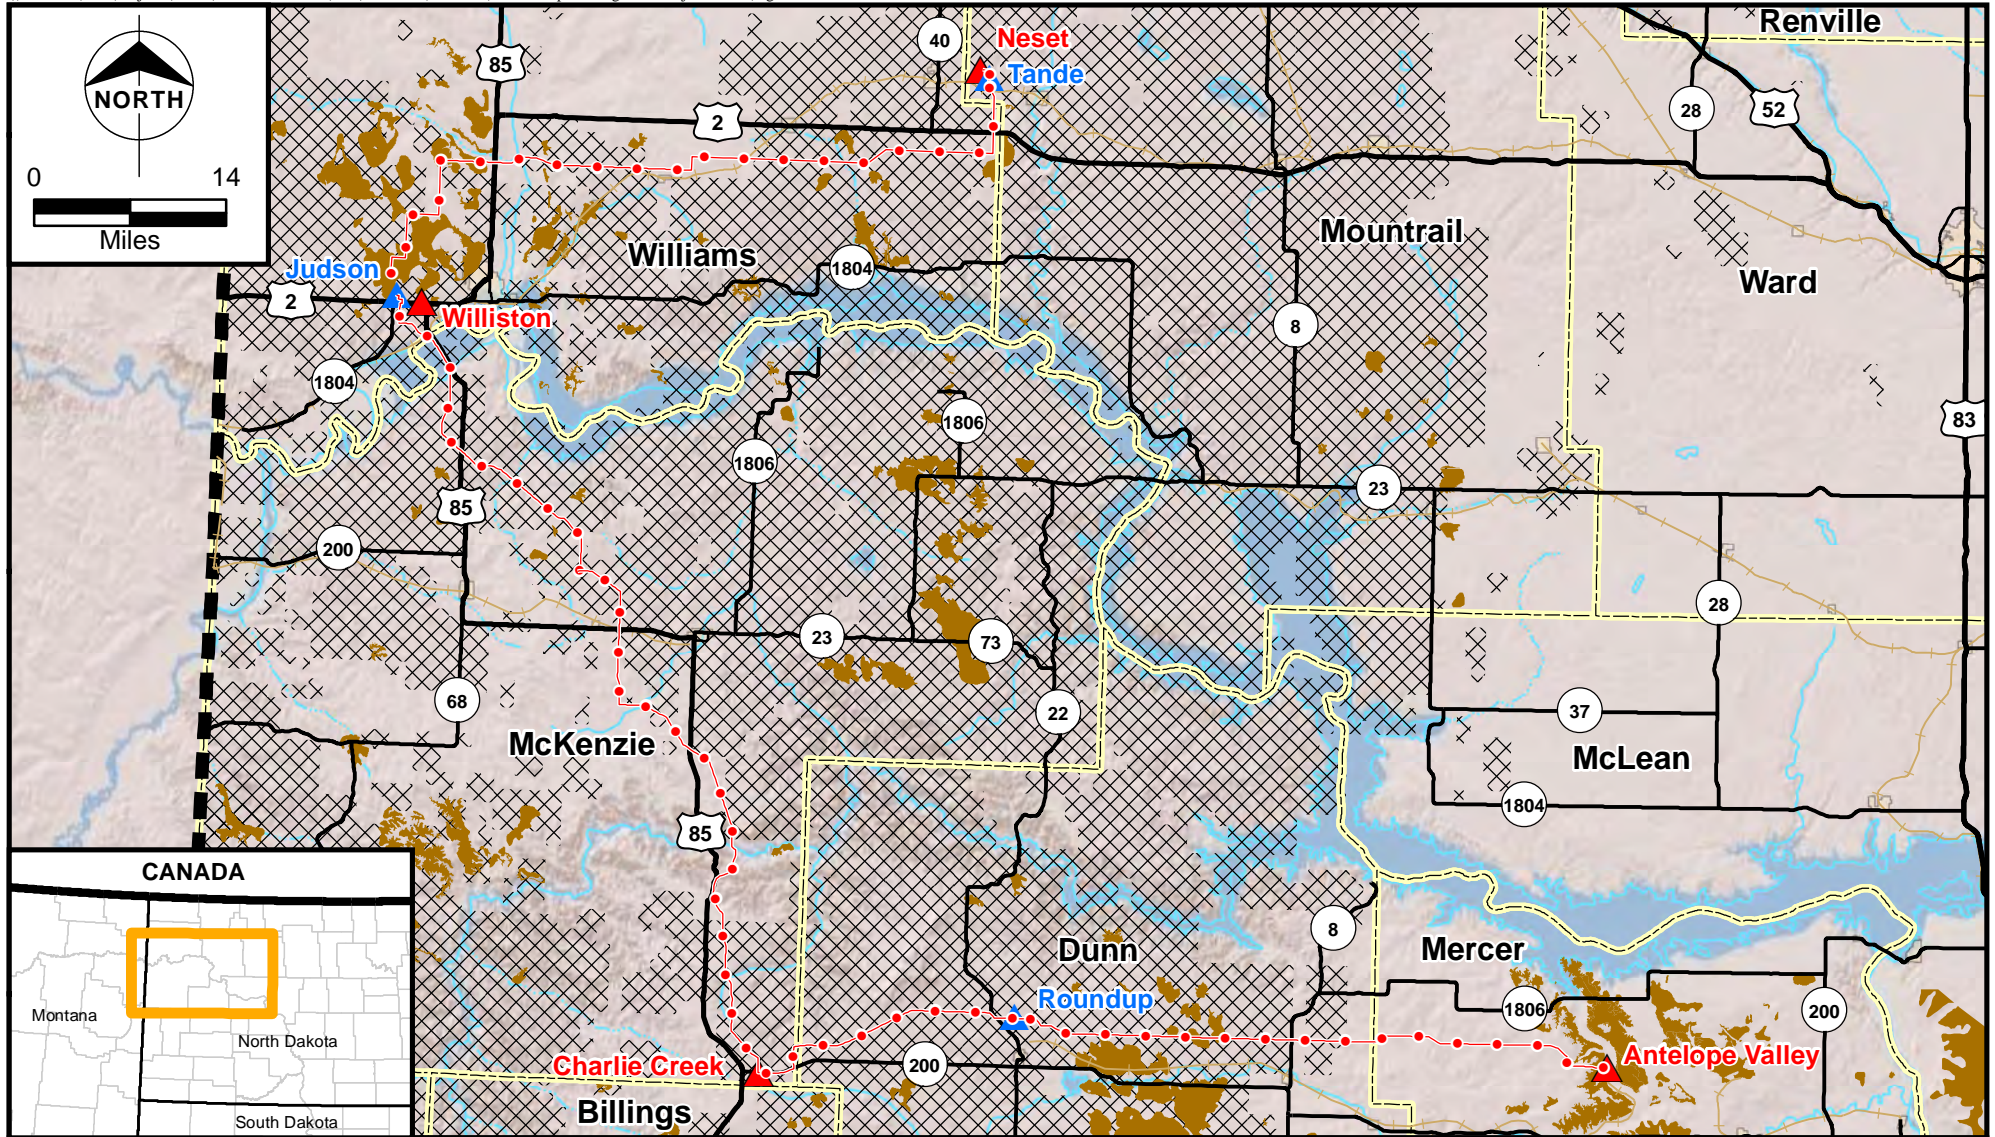 Renville
40
Neset
85
Tande
NORTH
28
52
2
0
14
Miles
Mountrail
Williams
1804
Judson
Ward
2
Williston
8
1804
83
1806
1806
23
85
200
28
23
73
68
22
37
McKenzie
McLean
1804
85
CANADA
8
Dunn
Mercer
Roundup
1806
200
Montana
North Dakota
Charlie Creek
200
Antelope Valley
Billings
South Dakota